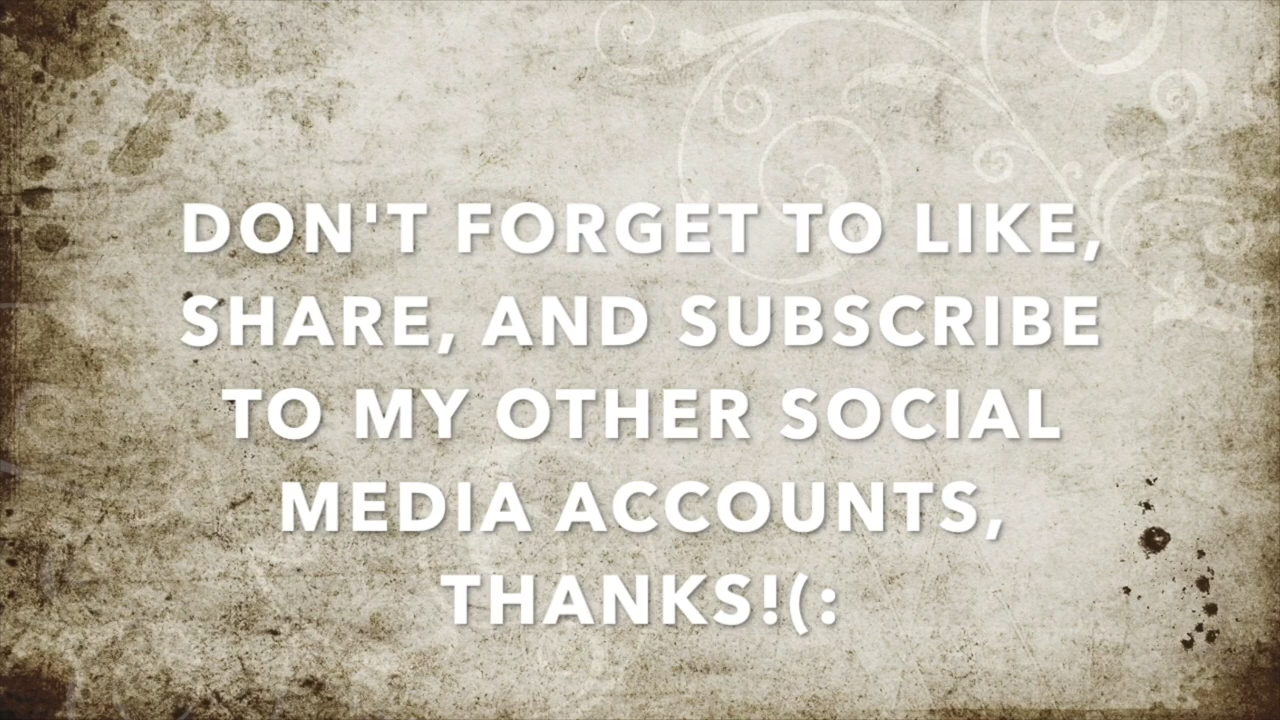 DON'T FORGET TO LIKE,
SHARE, AND SUBSCRIBE
TO MY OTHER SOCIAL
MEDIA ACCOUNTS,
THANKS!(: